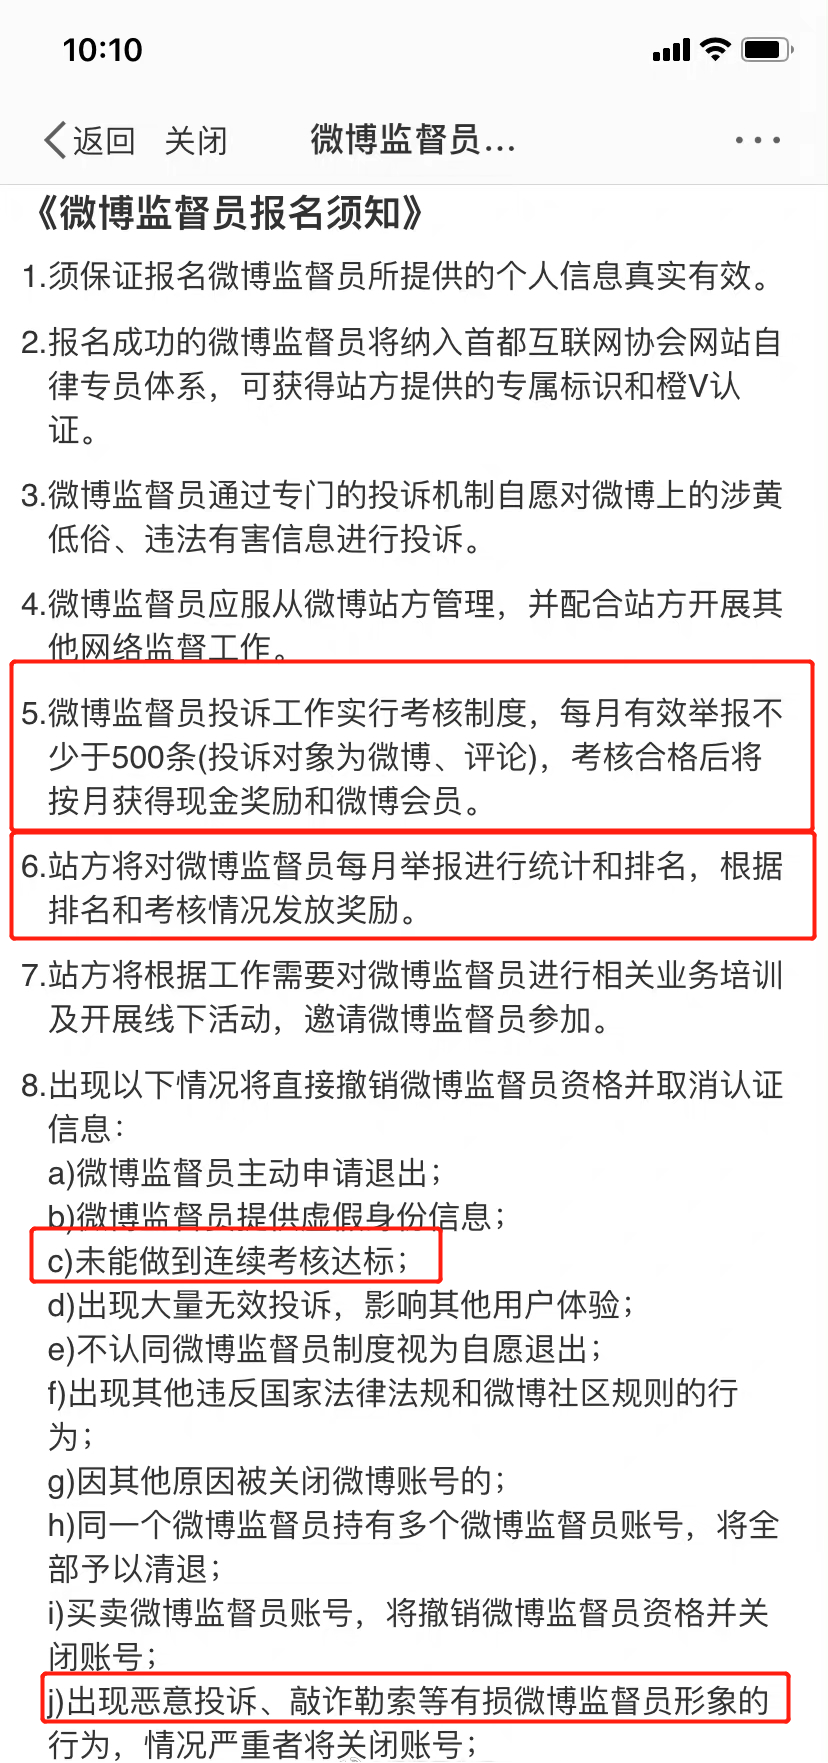 10:10
返回 关闭 微博监督员...
《微博监督员报名须知》
1.须保证报名微博监督员所提供的个人信息真实有效。
2.报名成功的微博监督员将纳入首都互联网协会网站自
律专员体系，可获得站方提供的专属标识和橙V认
证。
3.微博监督员通过专门的投诉机制自愿对微博上的涉黄
低俗、违法有害信息进行投诉。
4.微博监督员应服从微博站方管理，并配合站方开展其
他网络监督工作。
5.微博监督员投诉工作实行考核制度，每月有效举报不
少于500条(投诉对象为微博、评论)，考核合格后将
按月获得现金奖励和微博会员。
6.站方将对微博监督员每月举报进行统计和排名，根据
排名和考核情况发放奖励。
7.站方将根据工作需要对微博监督员进行相关业务培训
及开展线下活动，邀请微博监督员参加。
8.出现以下情况将直接撤销微博监督员资格并取消认证
信息：
a)微博监督员主动申请退出；
b)微博监督员提供虚假身份信息；
c)未能做到连续考核达标；
d)出现大量无效投诉，影响其他用户体验；
e)不认同微博监督员制度视为自愿退出；
f)出现其他违反国家法律法规和微博社区规则的行
为；
g)因其他原因被关闭微博账号的；
h)同一个微博监督员持有多个微博监督员账号，将全
部予以清退；
i)买卖微博监督员账号，将撤销微博监督员资格并关
闭账号；
j)出现恶意投诉、敲诈勒索等有损微博监督员形象的
行为，情况严重者将关闭账号；